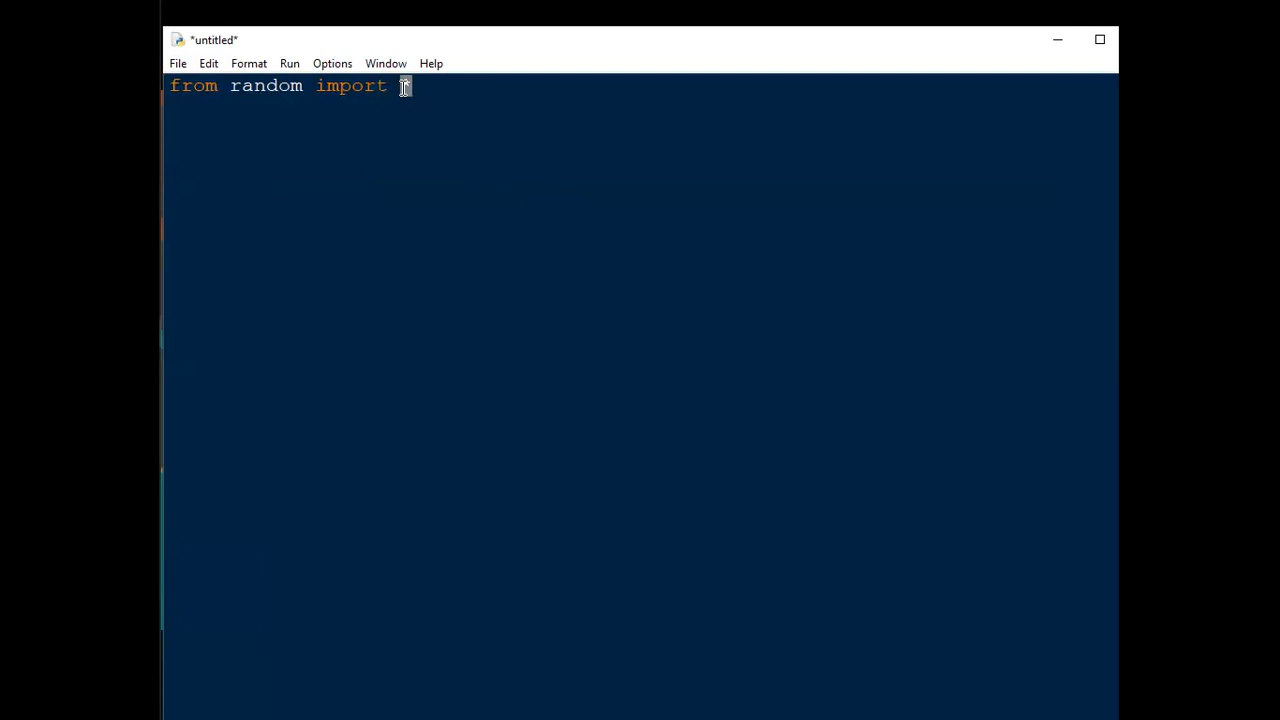 *untitled*
File Edit Format Run Options Window Help
from random import